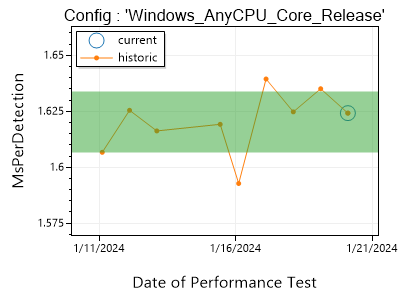 Config : 'Windows_AnyCPU_Core_Release'
current
historic
1.65
1.625
1.6
1.575
MsPerDetection
1/11/2024
1/16/2024
1/21/2024
Date of Performance Test